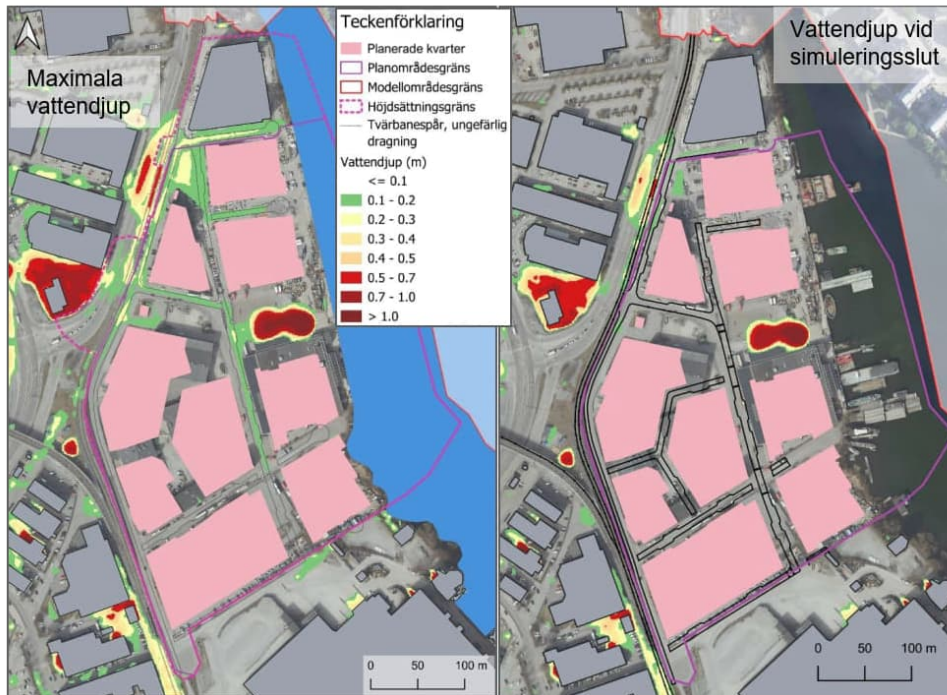 Maximala
vattendjup
Teckenförklaring
Planerade kvarter
Planområdesgräns
Modellområdesgräns
Höjdsättningsgräns
Tvärbanespår, ungefärlig
dragning
Vattendjup (m)
<= 0.1
0.1 - 0.2
0.2 - 0.3
0.3 - 0.4
0.4 - 0.5
0.5 - 0.7
0.7 - 1.0
> 1.0
Vattendjup vid
simuleringsslut
0 50 100 m
0 50 100 m